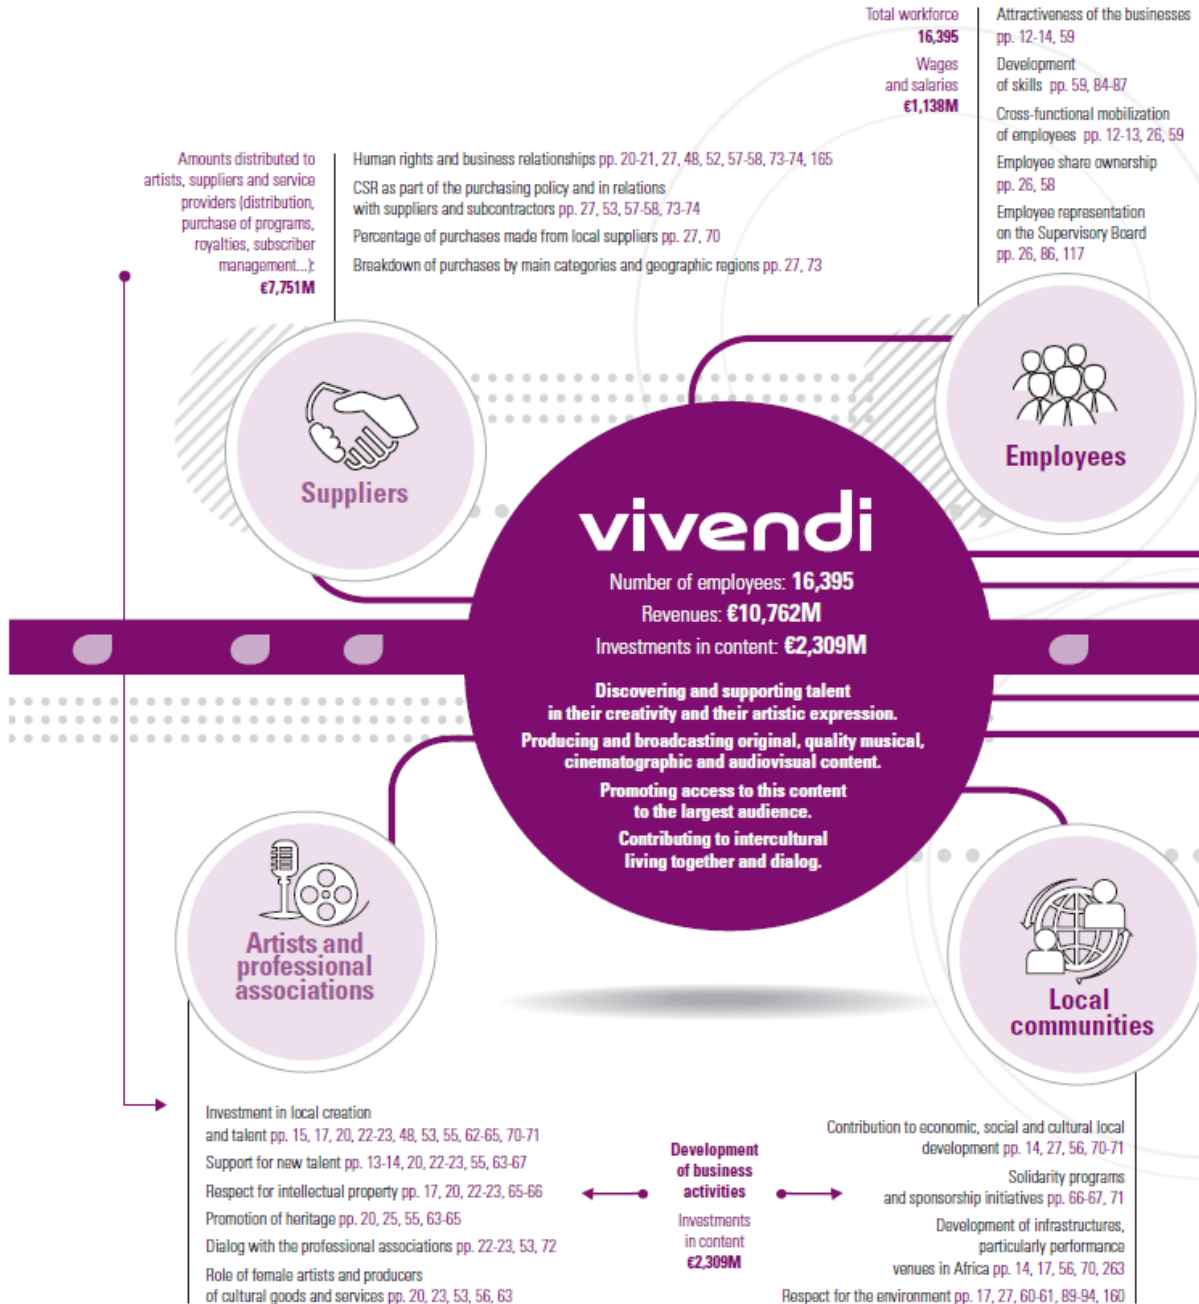 Total workforce
16,395
Wages
and salaries
€1,138M
Attractiveness of the businesses
pp. 12-14, 59
Development
of skills pp. 59, 84-87
Cross-functional mobilization
of employees pp. 12-13, 26, 59
Employee share ownership
pp. 26, 58
Employee representation
on the Supervisory Board
pp. 26, 86, 117
Amounts distributed to
artists, suppliers and service
providers (distribution,
purchase of programs,
royalties, subscriber
management...):
€7,751M
Human rights and business relationships pp. 20-21, 27, 48, 52, 57-58, 73-74, 165
CSR as part of the purchasing policy and in relations
with suppliers and subcontractors pp. 27, 53, 57-58, 73-74
Percentage of purchases made from local suppliers pp. 27, 70
Breakdown of purchases by main categories and geographic regions pp. 27, 73
Suppliers
Employees
vivendi
Number of employees: 16,395
Revenues: €10,762M
Investments in content: €2,309M
Discovering and supporting talent
in their creativity and their artistic expression.
Producing and broadcasting original, quality musical,
cinematographic and audiovisual content.
Promoting access to this content
to the largest audience.
Contributing to intercultural
living together and dialog.
Artists and
professional
associations
Local
communities
Investment in local creation
and talent pp. 15, 17, 20, 22-23, 48, 53, 55, 62-65, 70-71
Support for new talent pp. 13-14, 20, 22-23, 55, 63-67
Respect for intellectual property pp. 17, 20, 22-23, 65-66
Promotion of heritage pp. 20, 25, 55, 63-65
Dialog with the professional associations pp. 22-23, 53, 72
Role of female artists and producers
of cultural goods and services pp. 20, 23, 53, 56, 63
Development
of business
activities
Investments
in content
€2,309M
Contribution to economic, social and cultural local
development pp. 14, 27, 56, 70-71
Solidarity programs
and sponsorship initiatives pp. 66-67, 71
Development of infrastructures,
particularly performance
venues in Africa pp. 14, 17, 56, 70, 263
Respect for the environment pp. 17, 27, 60-61, 89-94, 160